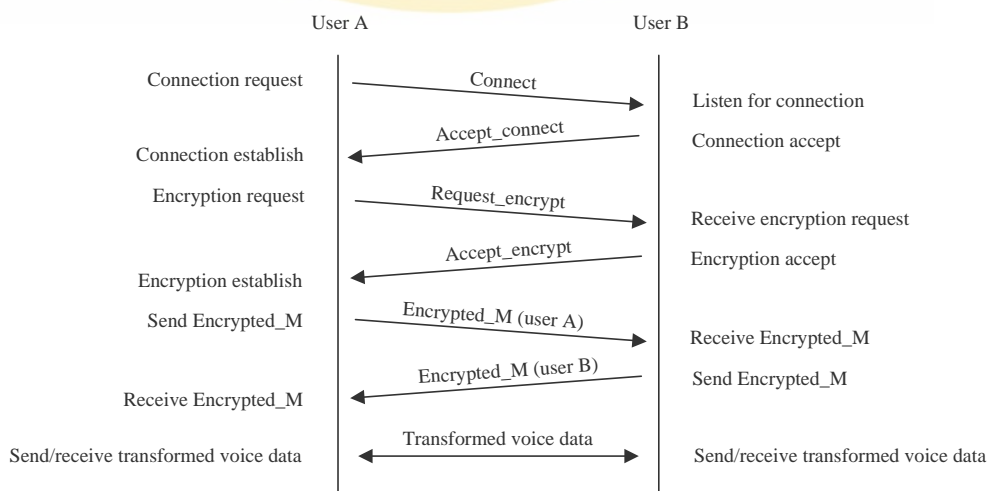 User A
User B
Connection request
Connect
Listen for connection
Accept_connect
Connection accept
Connection establish
Encryption request
Request_encrypt
Receive encryption request
Accept_encrypt
Encryption accept
Encryption establish
Send Encrypted_M
Encrypted_M (user A)
Receive Encrypted_M
Encrypted_M (user B)
Send Encrypted_M
Receive Encrypted_M
Send/receive transformed voice data
Transformed voice data
Send/receive transformed voice data